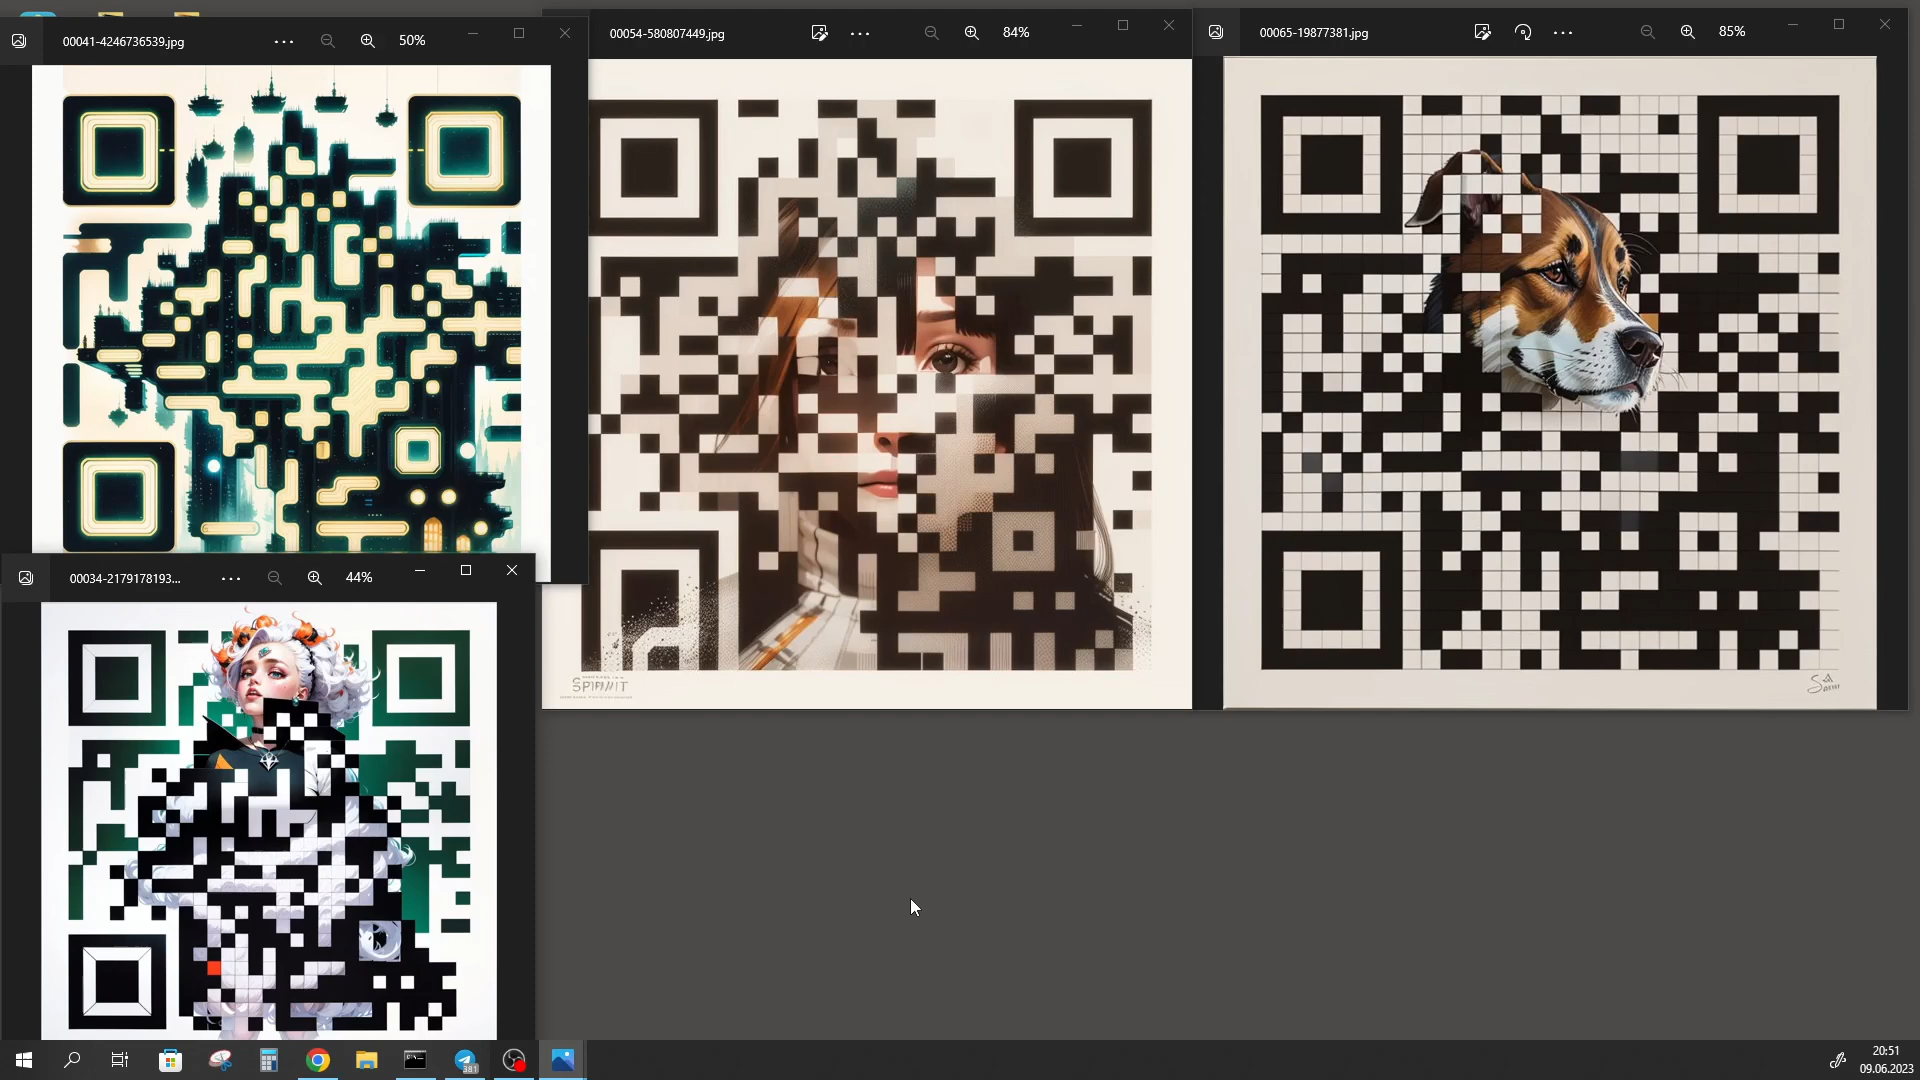 00041-4246736539.jpg
50%
00054-580807449.jpg
84%
00065-19877381.jpg
85%
00034-2179178193...
44%
381
20:51
09.06.2023